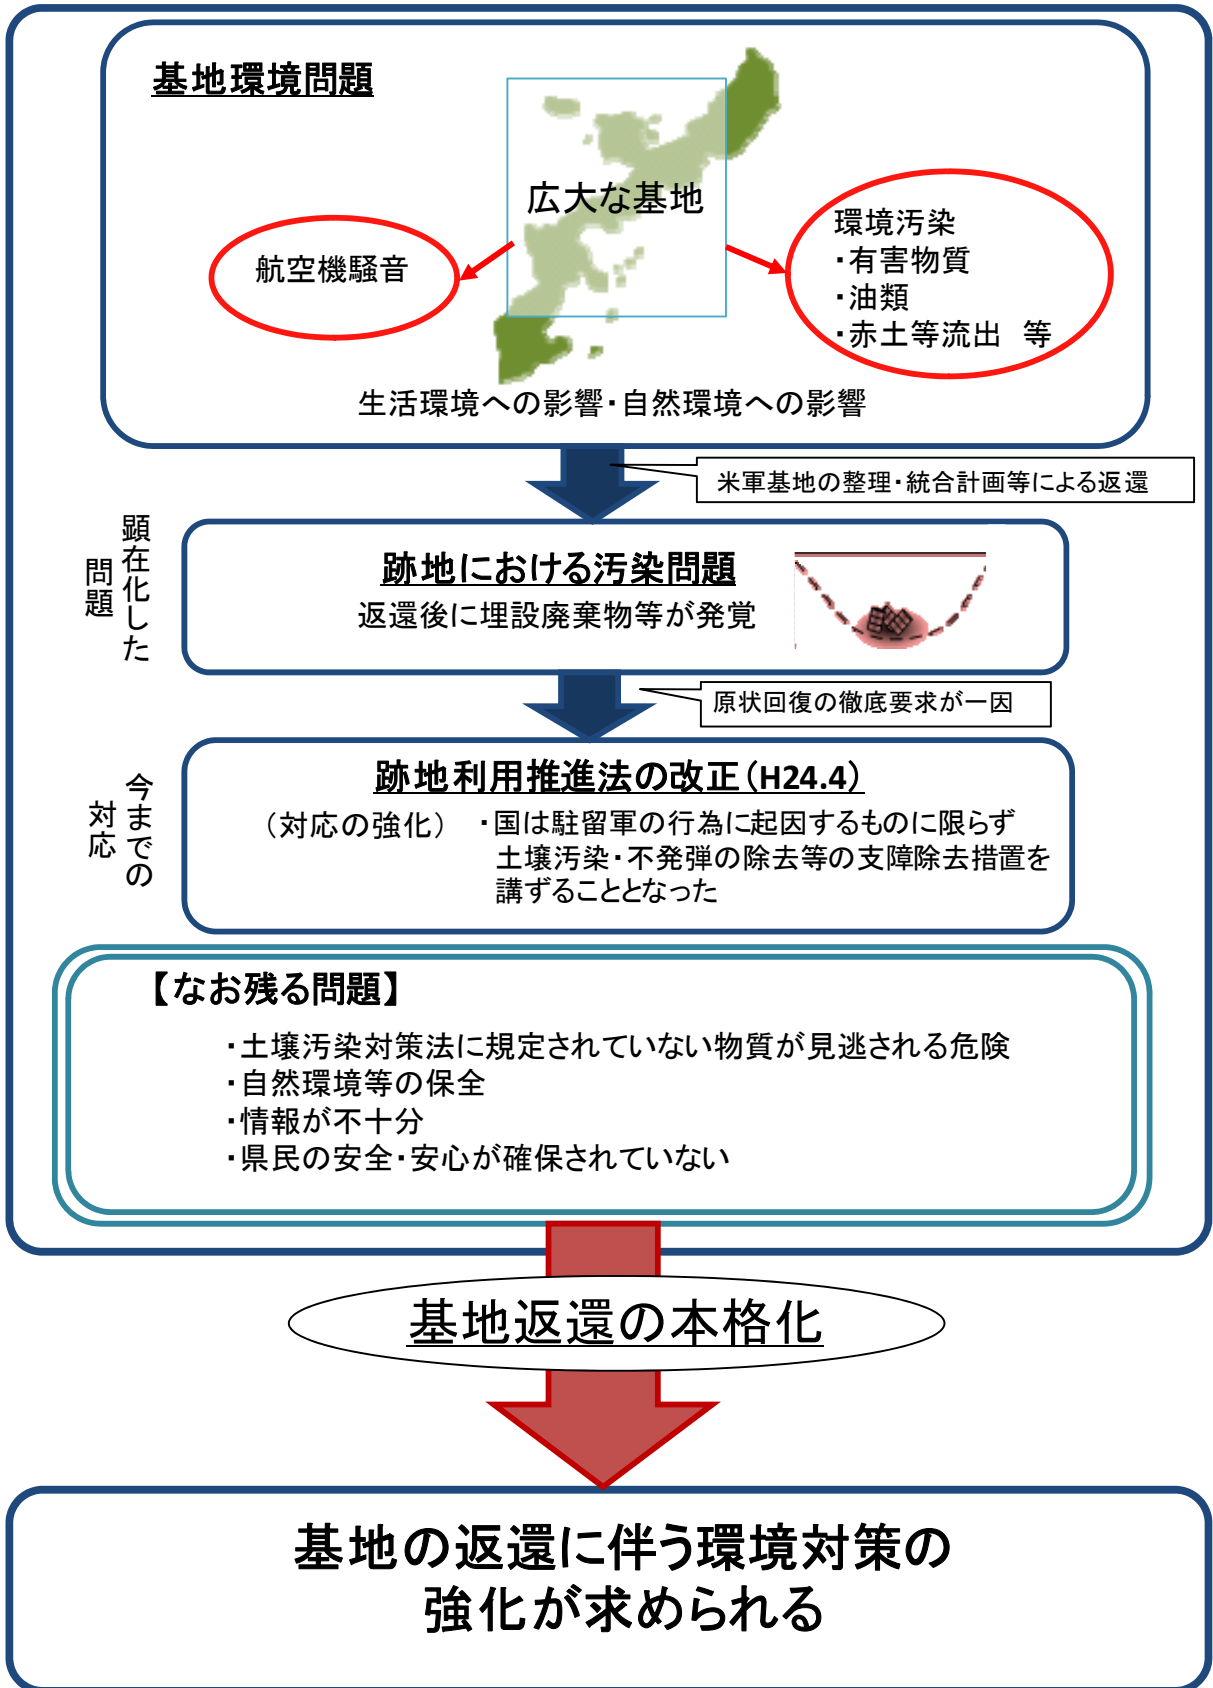 基地環境問題
広大な基地
航空機騒音
環境汚染
・有害物質
・油類
・赤土等流出　等
生活環境への影響・自然環境への影響
米軍基地の整理・統合計画等による返還
顕在化した
問題
跡地における汚染問題
返還後に埋設廃棄物等が発覚
原状回復の徹底要求が一因
今までの
対応
跡地利用推進法の改正（H24.4）
（対応の強化）　・国は駐留軍の行為に起因するものに限らず
土壌汚染・不発弾の除去等の支障除去措置を
講ずることとなった
【なお残る問題】
・土壌汚染対策法に規定されていない物質が見逃される危険
・自然環境等の保全
・情報が不十分
・県民の安全・安心が確保されていない
基地返還の本格化
基地の返還に伴う環境対策の
強化が求められる